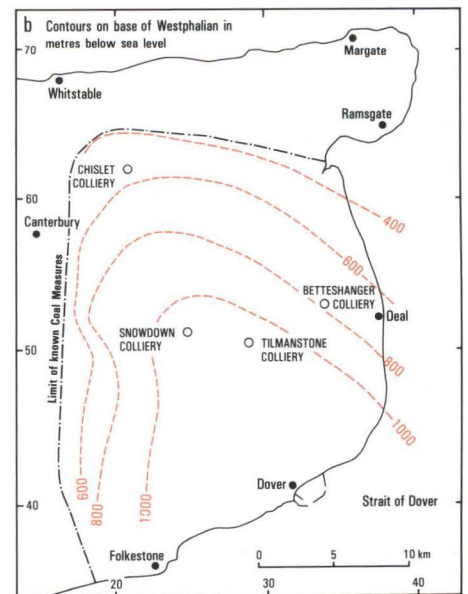 b Contours on base of Westphalian in
metres below sea level
70
Margate
Whitstable
Ramsgate
CHISLET
COLLIERY
60
400
Canterbury
600
BETTESHANGER
COLLIERY
Deal
Limit of known Coal Measures
SNOWDOWN
COLLIERY
TILMANSTONE
COLLIERY
50
800
1000
600
800
1000
40
Dover
Strait of Dover
Folkestone
0 5 10 km
20 30 40